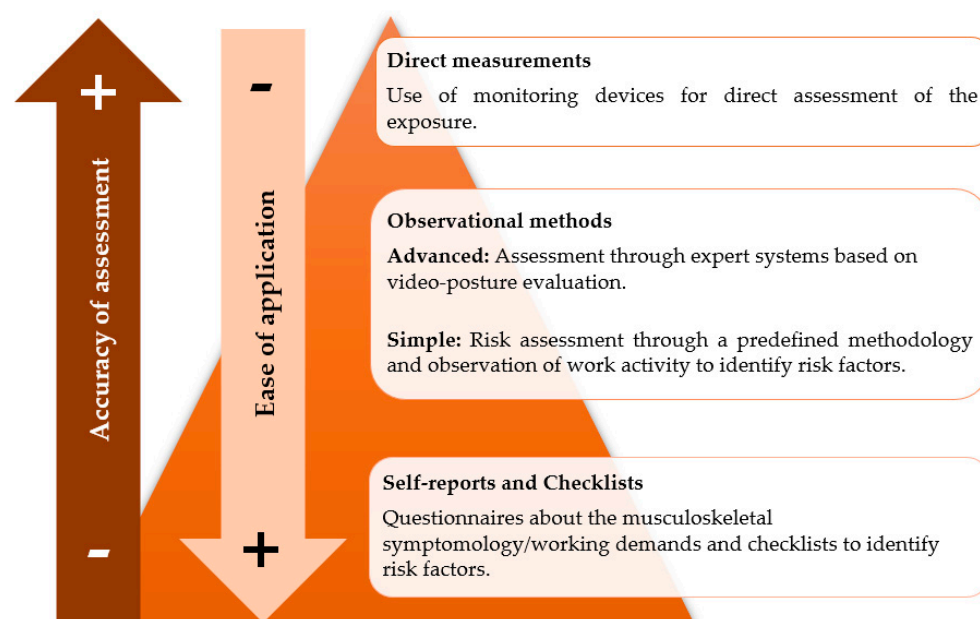 +
Accuracy of assessment
-
-
Ease of application
+
Direct measurements
Use of monitoring devices for direct assessment of the
exposure.
Observational methods
Advanced: Assessment through expert systems based on
video-posture evaluation.
Simple: Risk assessment through a predefined methodology
and observation of work activity to identify risk factors.
Self-reports and Checklists
Questionnaires about the musculoskeletal
symptomology/working demands and checklists to identify
risk factors.